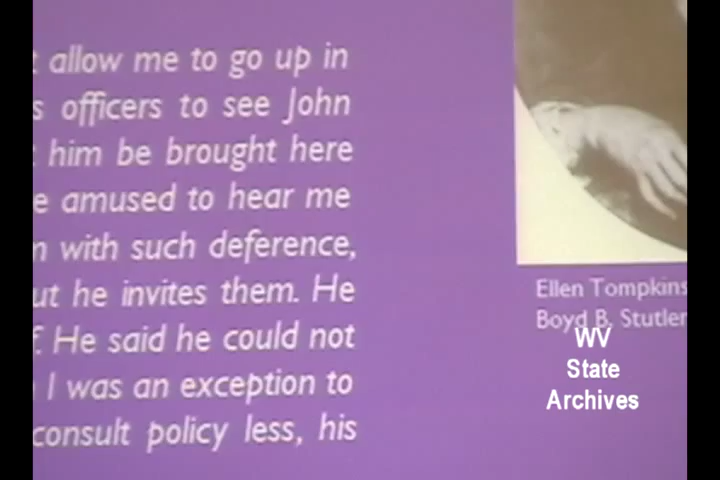 allow me to go up in
s officers to see John
him be brought here
e amused to hear me
with such deference,
ut he invites them. He
He said he could not
I was an exception to
consult policy less, his
Ellen Tompkins
Boyd B. Stutler
WV
State
Archives